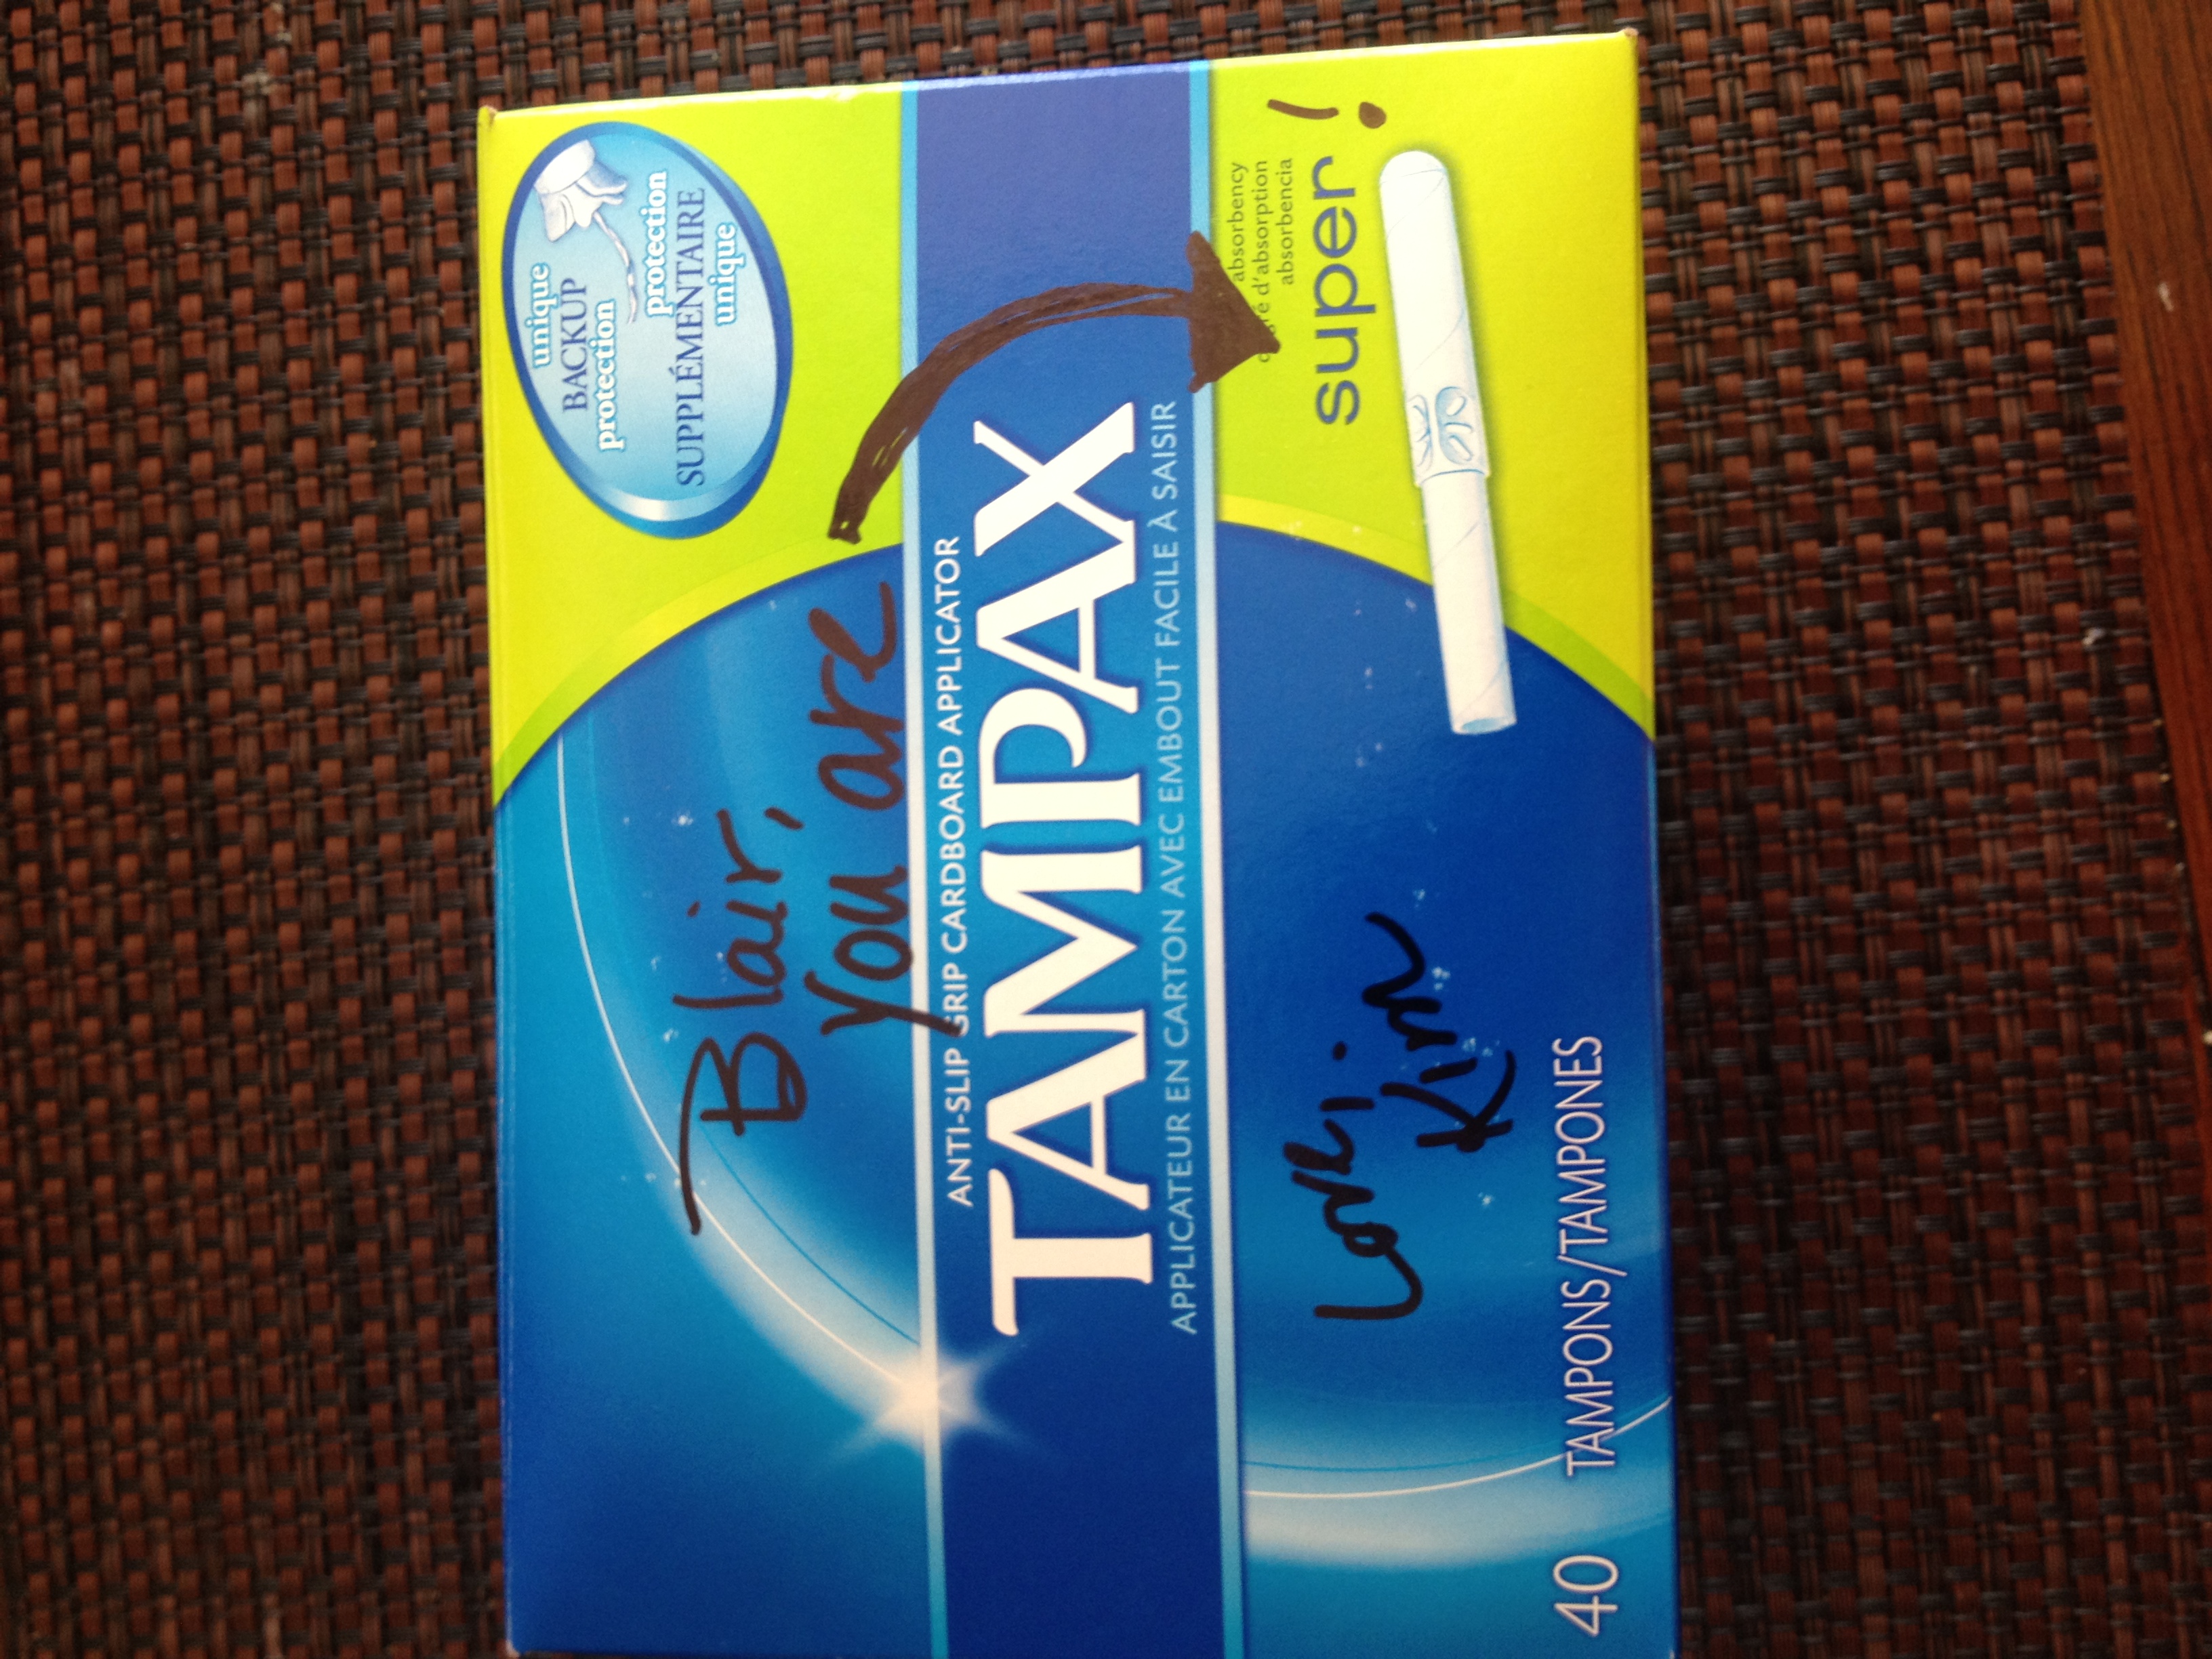 unique
BACKUP
protection
protection
SUPPLÉMENTAIRE
unique
Blair,
you are
ANTI-SLIP GRIP CARDBOARD APPLICATOR
TAMPAX
APPLICATEUR EN CARTON AVEC EMBOUT FACILE À SAISIR
absorbency
d'absorption
absorbencia
super!
Love,
Kim
40 TAMPONS/TAMPONES